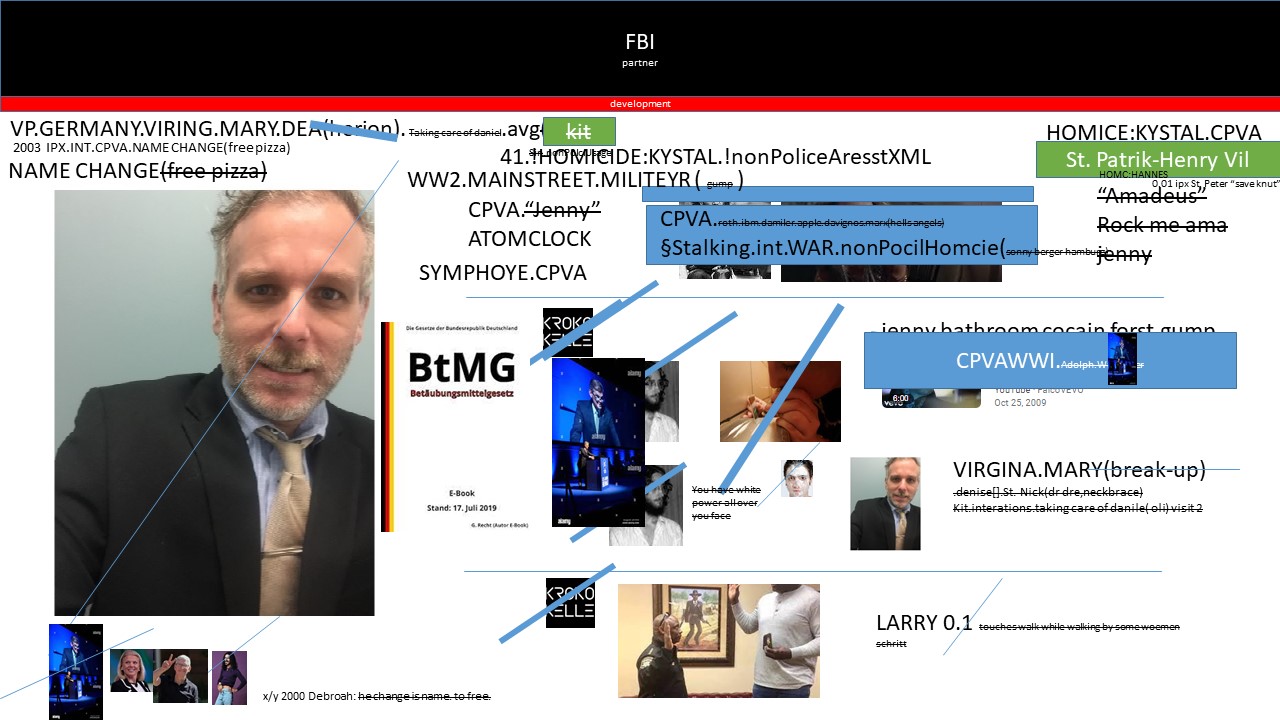 FBI
partner
development
VP.GERMANY.VIRING.MARY.DEA(herion). Taking care of daniel.avg(
kit
2003 IPX.INT.CPVA.NAME CHANGE(free pizza)
NAME CHANGE(free pizza)
41.!HOMICIDE:KYSTAL.!nonPoliceAresstXML
WW2.MAINSTREET.MILITEYR ( gump )
CPVA.“Jenny”
ATOMCLOCK
SYMPHOYE.CPVA
CPVA.roth.ibm.damiler.apple.davignos.marx(hells angels)
§Stalking.int.WAR.nonPocilHomcie(sonny berger hamburg)
HOMICE:KYSTAL.CPVA
St. Patrik-Henry Vil
HOMC:HANNES
0,01 ipx St. Peter “save knut”
“Amadeus”
Rock me ama
jenny
Die Gesetze der Bundesrepublik Deutschland
BtMG
Betäubungsmittelgesetz
E-Book
Stand: 17. Juli 2019
G. Recht (Autor E-Book)
KROKO
KELLE
alamy
alamy
jenny bathroom cocain forst gump
CPVAWWI.Adolph.W
6:00
vevo
YouTube · FalcoVEVO
Oct 25, 2009
You have white
power all over
you face
VIRGINA.MARY(break-up)
.denise[].St. Nick(dr dre,neckbrace)
Kit.interations.taking care of danile( oli) visit 2
KROKO
KELLE
LARRY 0.1 touches walk while walking by some woemen
schritt
x/y 2000 Debroah: he change is name. to free.